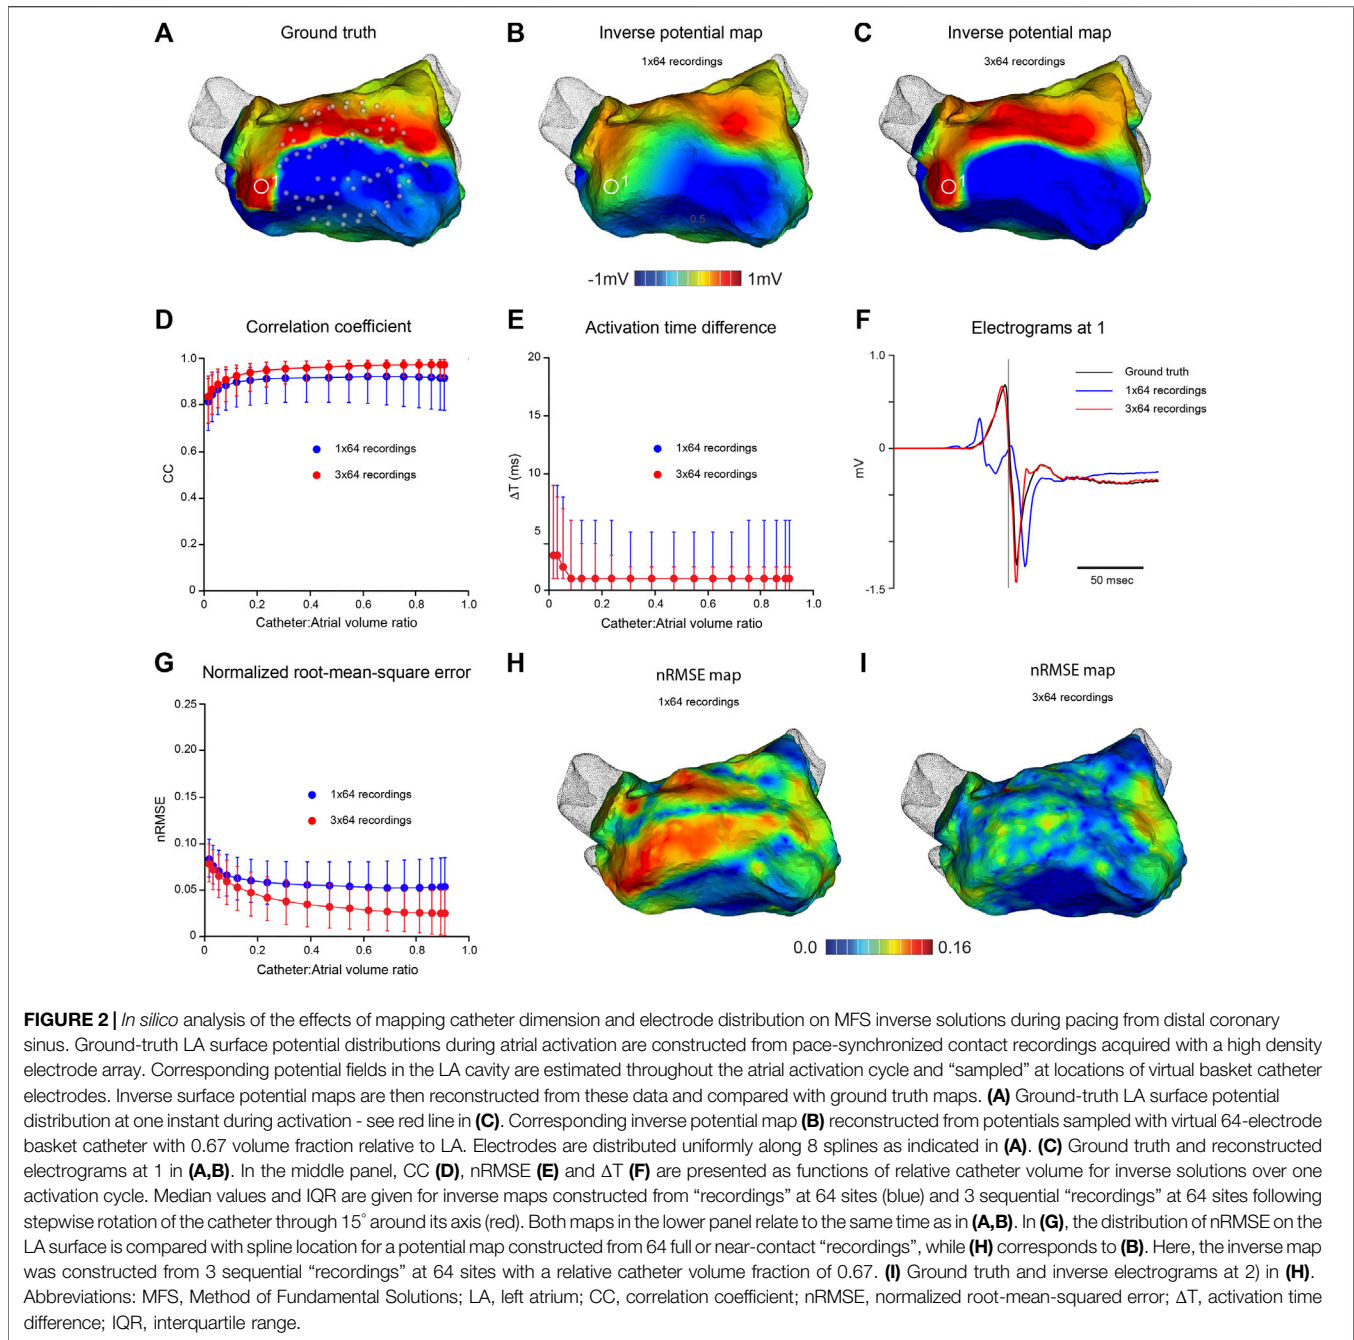 A
Ground truth
B
Inverse potential map
1x64 recordings
C
Inverse potential map
3x64 recordings
1
1
0.5
1
-1mV
1mV
D
Correlation coefficient
1.0
0.8
0.6
0.4
0.2
0
CC
1x64 recordings
3x64 recordings
0
0.2
0.4
0.6
0.8
1.0
Catheter:Atrial volume ratio
E
Activation time difference
20
15
10
5
0
ΔT (ms)
1x64 recordings
3x64 recordings
0
0.2
0.4
0.6
0.8
1.0
Catheter:Atrial volume ratio
F
Electrograms at 1
1.0
0
-1.5
mV
Ground truth
1x64 recordings
3x64 recordings
50 msec
G
Normalized root-mean-square error
0.25
0.20
0.15
0.10
0.05
0
nRMSE
1x64 recordings
3x64 recordings
0
0.2
0.4
0.6
0.8
1.0
Catheter:Atrial volume ratio
H
nRMSE map
1x64 recordings
I
nRMSE map
3x64 recordings
0.0
0.16
FIGURE 2 | In silico analysis of the effects of mapping catheter dimension and electrode distribution on MFS inverse solutions during pacing from distal coronary
sinus. Ground-truth LA surface potential distributions during atrial activation are constructed from pace-synchronized contact recordings acquired with a high density
electrode array. Corresponding potential fields in the LA cavity are estimated throughout the atrial activation cycle and “sampled” at locations of virtual basket catheter
electrodes. Inverse surface potential maps are then reconstructed from these data and compared with ground truth maps. (A) Ground-truth LA surface potential
distribution at one instant during activation - see red line in (C). Corresponding inverse potential map (B) reconstructed from potentials sampled with virtual 64-electrode
basket catheter with 0.67 volume fraction relative to LA. Electrodes are distributed uniformly along 8 splines as indicated in (A). (C) Ground truth and reconstructed
electrograms at 1 in (A,B). In the middle panel, CC (D), nRMSE (E) and ΔT (F) are presented as functions of relative catheter volume for inverse solutions over one
activation cycle. Median values and IQR are given for inverse maps constructed from “recordings” at 64 sites (blue) and 3 sequential “recordings” at 64 sites following
stepwise rotation of the catheter through 15° around its axis (red). Both maps in the lower panel relate to the same time as in (A,B). In (G), the distribution of nRMSE on the
LA surface is compared with spline location for a potential map constructed from 64 full or near-contact “recordings”, while (H) corresponds to (B). Here, the inverse map
was constructed from 3 sequential “recordings” at 64 sites with a relative catheter volume fraction of 0.67. (I) Ground truth and inverse electrograms at 2) in (H).
Abbreviations: MFS, Method of Fundamental Solutions; LA, left atrium; CC, correlation coefficient; nRMSE, normalized root-mean-squared error; ΔT, activation time
difference; IQR, interquartile range.